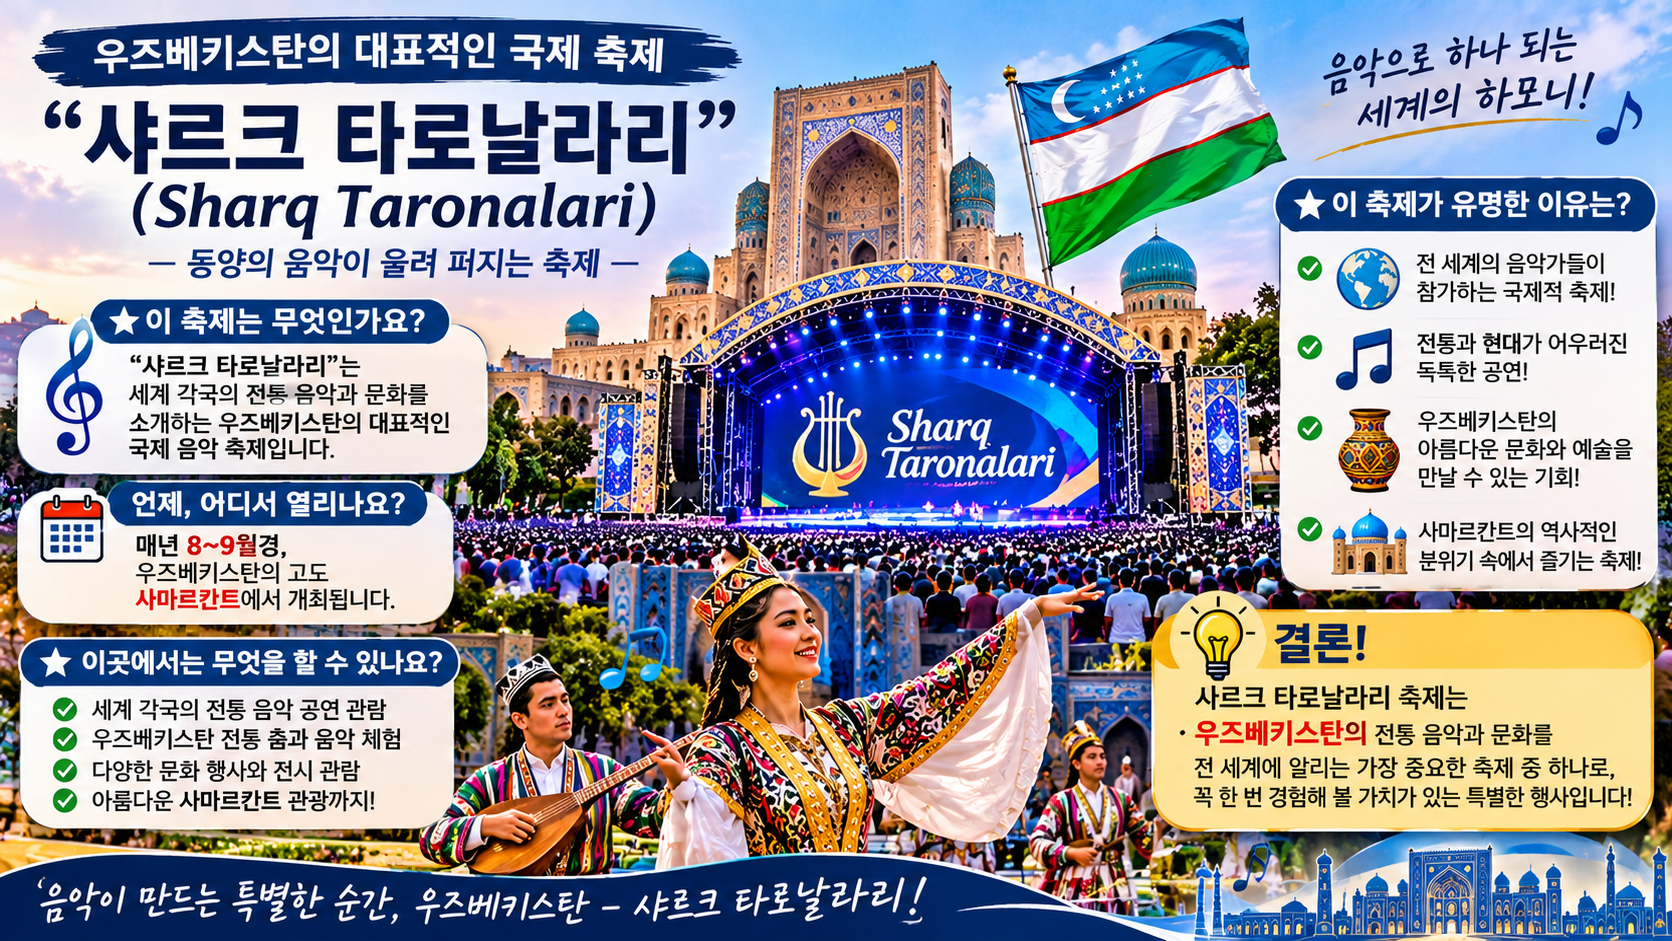 우즈베키스탄의 대표적인 국제 축제
“샤르크 타로날라리”
(Sharq Taronalari)
— 동양의 음악이 울려 퍼지는 축제 —
★ 이 축제는 무엇인가요?
“샤르크 타로날라리”는
세계 각국의 전통 음악과 문화를
소개하는 우즈베키스탄의 대표적인
국제 음악 축제입니다.
언제, 어디서 열리나요?
매년 8~9월경,
우즈베키스탄의 고도
사마르칸트에서 개최됩니다.
★ 이곳에서는 무엇을 할 수 있나요?
세계 각국의 전통 음악 공연 관람
우즈베키스탄 전통 춤과 음악 체험
다양한 문화 행사와 전시 관람
아름다운 사마르칸트 관광까지!
Sharq
Taronalari
음악으로 하나 되는
세계의 하모니!
★ 이 축제가 유명한 이유는?
전 세계의 음악가들이
참가하는 국제적 축제!
전통과 현대가 어우러진
독특한 공연!
우즈베키스탄의
아름다운 문화와 예술을
만날 수 있는 기회!
사마르칸트의 역사적인
분위기 속에서 즐기는 축제!
결론!
사르크 타로날라리 축제는
· 우즈베키스탄의 전통 음악과 문화를
전 세계에 알리는 가장 중요한 축제 중 하나로,
꼭 한 번 경험해 볼 가치가 있는 특별한 행사입니다!
‘음악이 만드는 특별한 순간, 우즈베키스탄 – 샤르크 타로날라리!